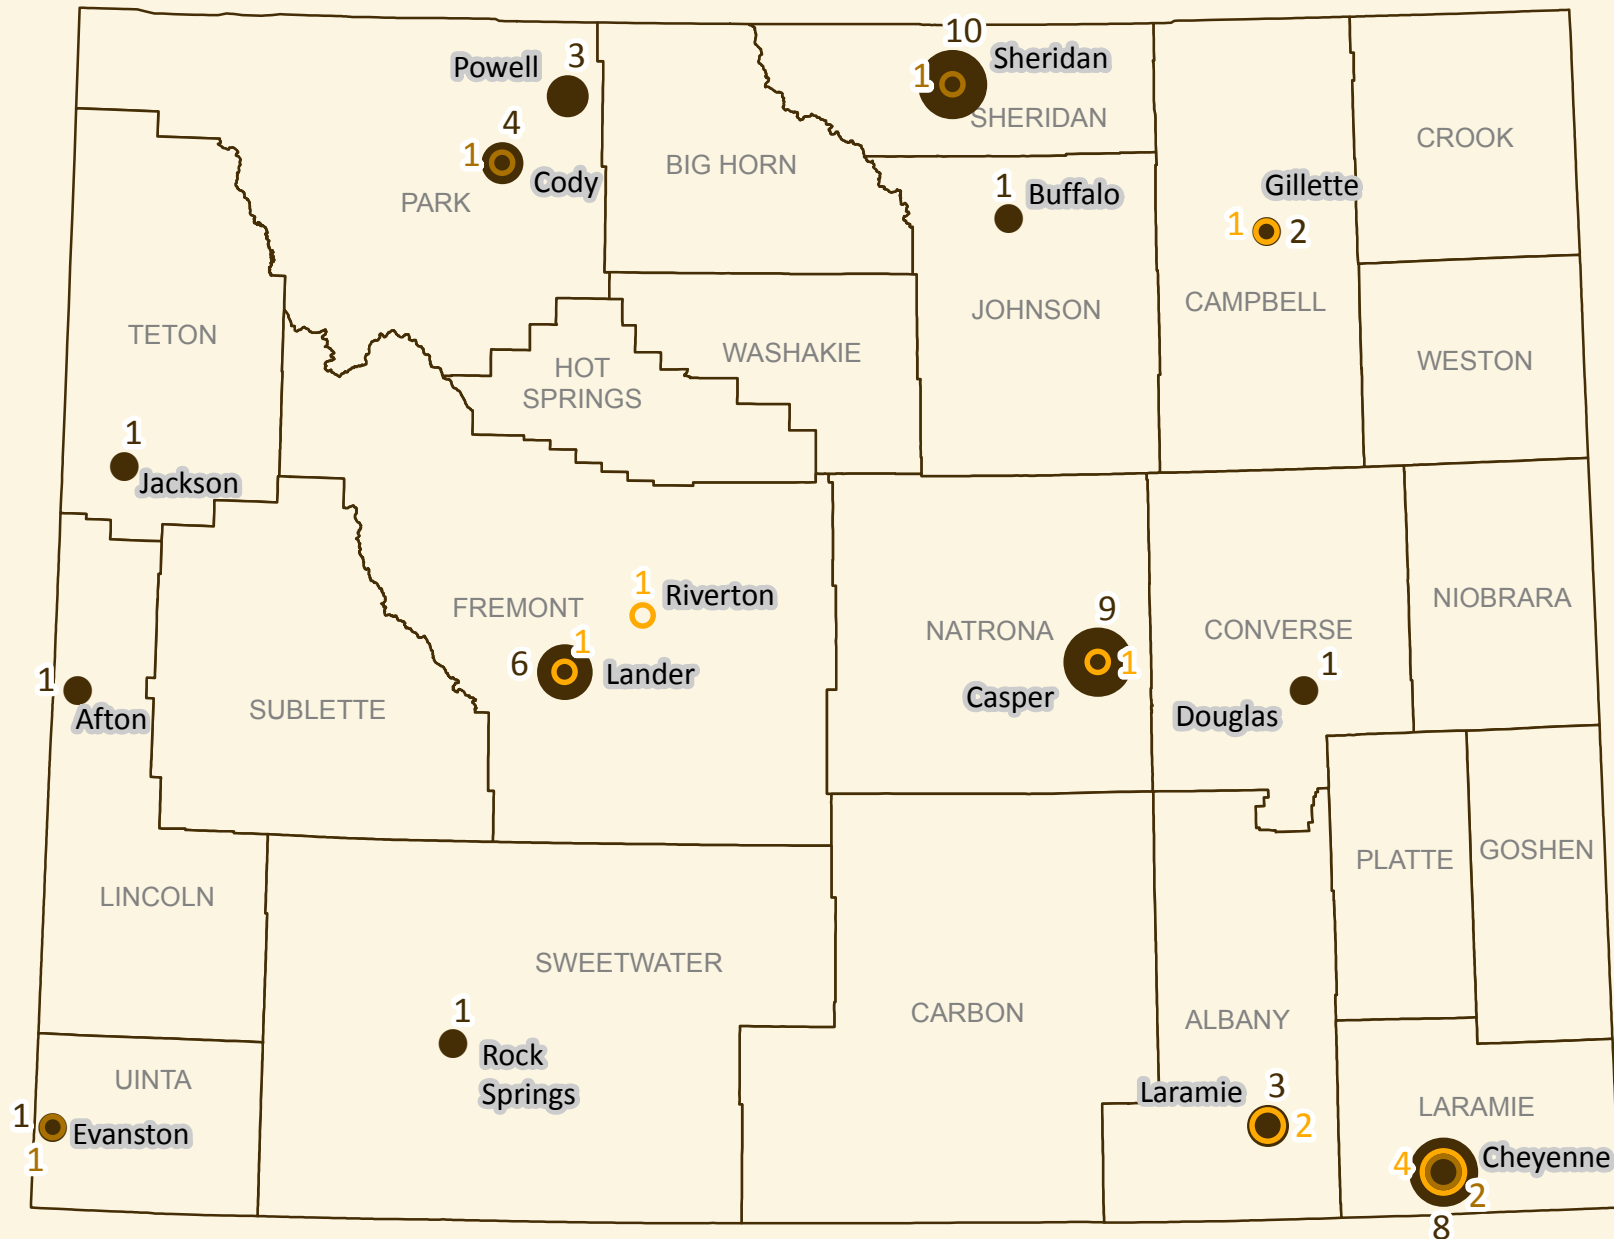 10
3
Powell
Sheridan
1
SHERIDAN
4
1
Cody
PARK
BIG HORN
CROOK
1
Buffalo
Gillette
1
2
JOHNSON
CAMPBELL
TETON
WASHAKIE
WESTON
HOT
SPRINGS
1
Jackson
1
Riverton
FREMONT
6
1
Lander
9
NATRONA
1
Casper
CONVERSE
1
Douglas
NIOBRARA
1
Afton
SUBLETTE
PLATTE
GOSHEN
LINCOLN
SWEETWATER
CARBON
ALBANY
1
Rock
Springs
UINTA
1
Evanston
1
Laramie
3
2
LARAMIE
4
Cheyenne
2
8